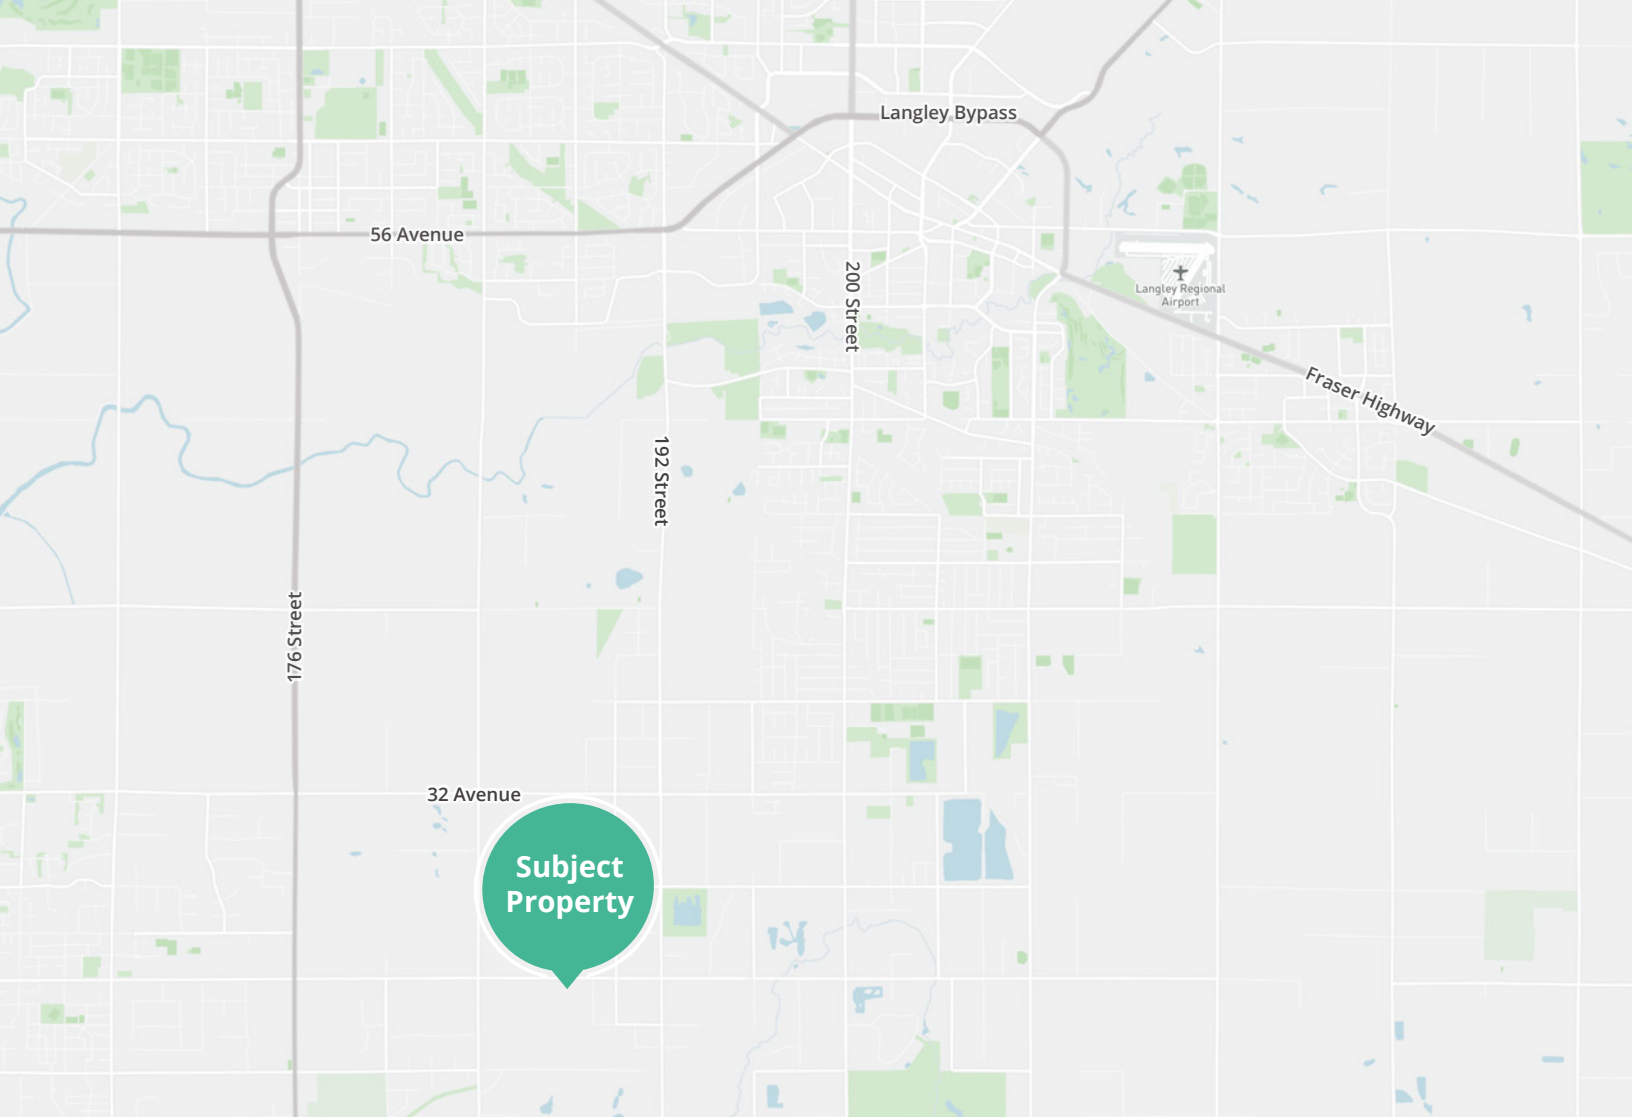 Langley Bypass
56 Avenue
200 Street
Langley Regional
Airport
Fraser Highway
192 Street
176 Street
32 Avenue
Subject
Property